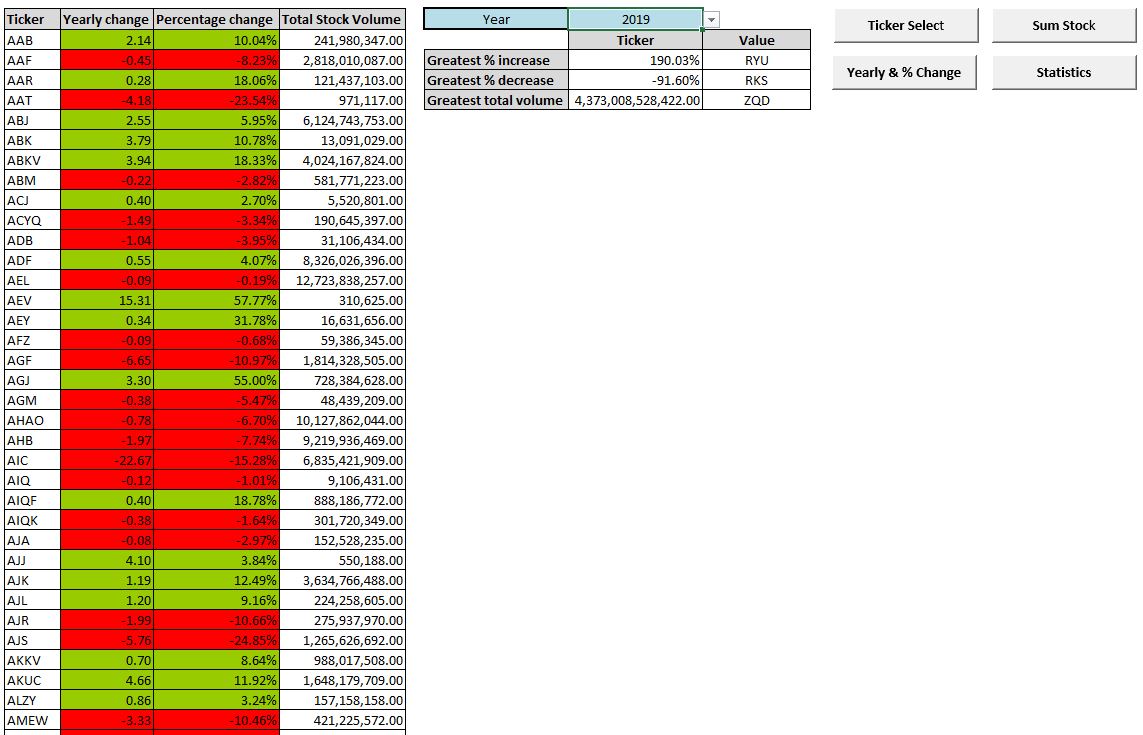 Ticker Yearly change Percentage change Total Stock Volume
AAB 2.14 10.04% 241,980,347.00
AAF -0.45 -8.23% 2,818,010,087.00
AAR 0.28 18.06% 121,437,103.00
AAT -4.18 -23.54% 971,117.00
ABJ 2.55 5.95% 6,124,743,753.00
ABK 3.79 10.78% 13,091,029.00
ABKV 3.94 18.33% 4,024,167,824.00
ABM -0.22 -2.82% 581,771,223.00
ACJ 0.40 2.70% 5,520,801.00
ACYQ -1.49 -3.34% 190,645,397.00
ADB -1.04 -3.95% 31,106,434.00
ADF 0.55 4.07% 8,326,026,396.00
AEL -0.09 -0.19% 12,723,838,257.00
AEV 15.31 57.77% 310,625.00
AEY 0.34 31.78% 16,631,656.00
AFZ -0.09 -0.68% 59,386,345.00
AGF -6.65 -10.97% 1,814,328,505.00
AGJ 3.30 55.00% 728,384,628.00
AGM -0.38 -5.47% 48,439,209.00
AHAO -0.78 -6.70% 10,127,862,044.00
AHB -1.97 -7.74% 9,219,936,469.00
AIC -22.67 -15.28% 6,835,421,909.00
AIQ -0.12 -1.01% 9,106,431.00
AIQF 0.40 18.78% 888,186,772.00
AIQK -0.38 -1.64% 301,720,349.00
AJA -0.08 -2.97% 152,528,235.00
AJJ 4.10 3.84% 550,188.00
AJK 1.19 12.49% 3,634,766,488.00
AJL 1.20 9.16% 224,258,605.00
AJR -1.99 -10.66% 275,937,970.00
AJS -5.76 -24.85% 1,265,626,692.00
AKKV 0.70 8.64% 988,017,508.00
AKUC 4.66 11.92% 1,648,179,709.00
ALZY 0.86 3.24% 157,158,158.00
AMEW -3.33 -10.46% 421,225,572.00
Year 2019
Ticker Value
Greatest % increase 190.03% RYU
Greatest % decrease -91.60% RKS
Greatest total volume 4,373,008,528,422.00 ZQD
Ticker Select Sum Stock
Yearly & % Change Statistics